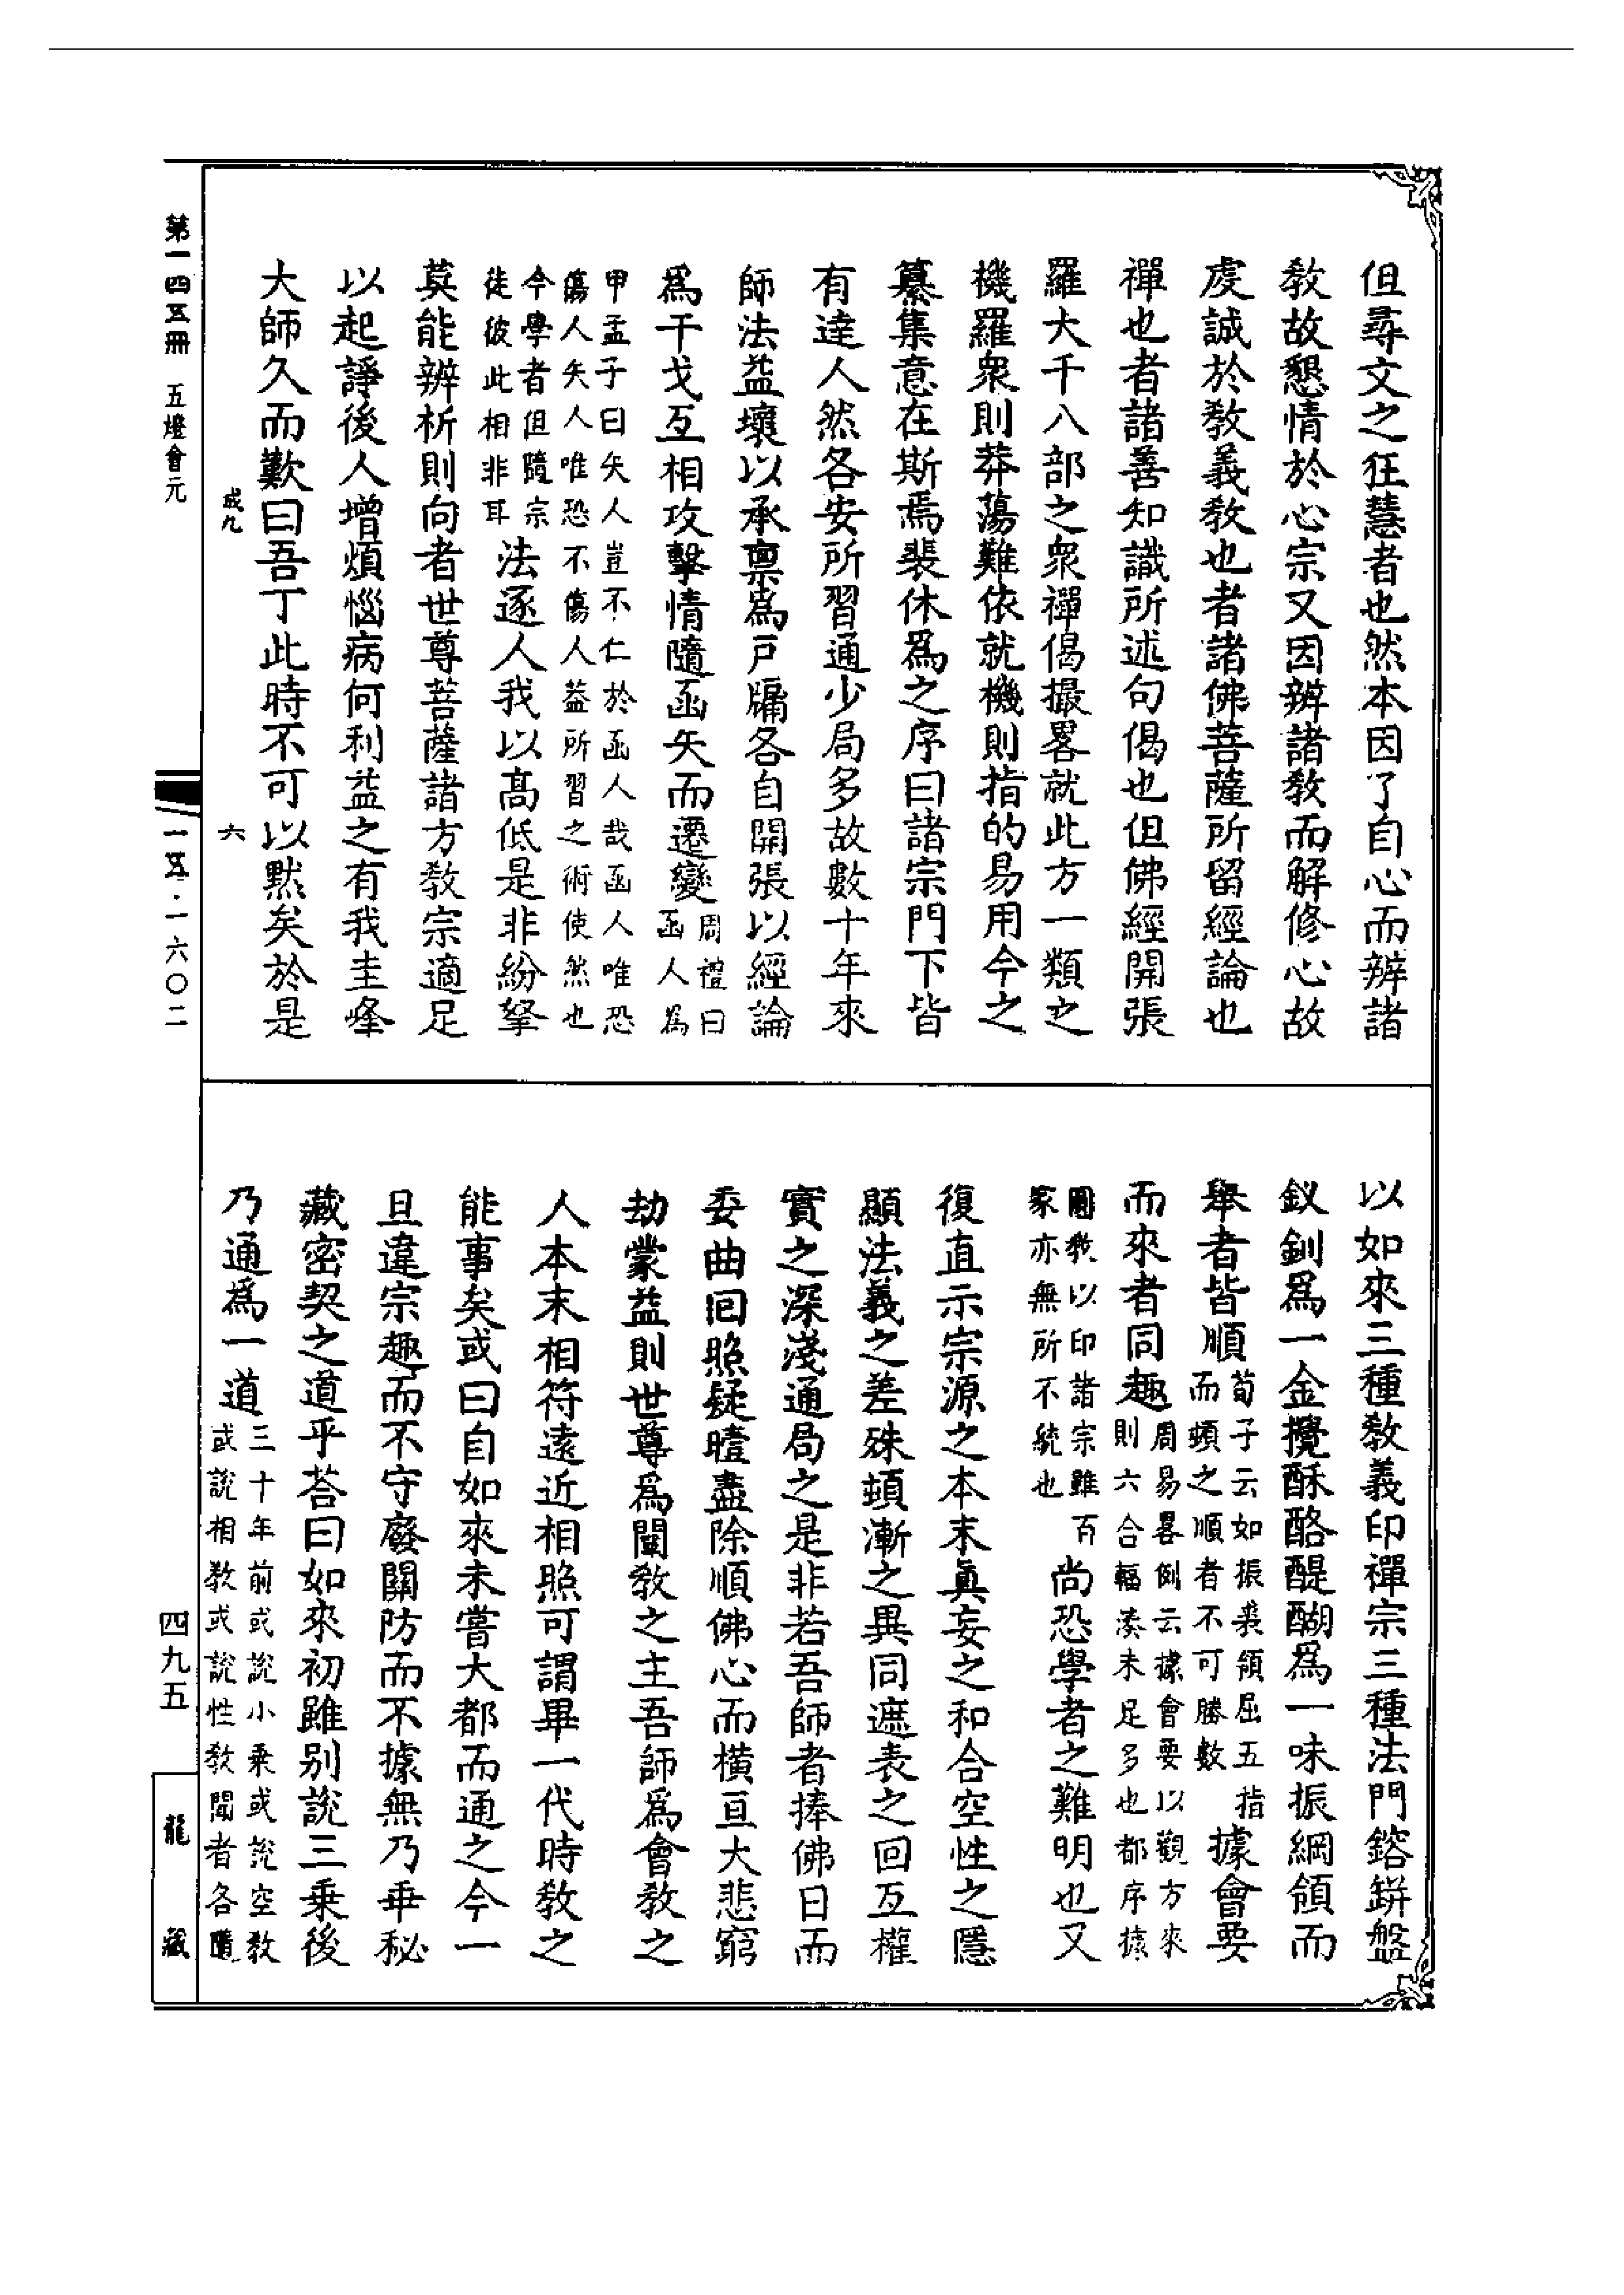 但尋文之狂慧者也然本因了自心而辨諸
教故懇情於心宗又因辨諸教而解修心故
虔誠於教義教也者諸佛菩薩所留經論也
禪也者諸善知識所述句偈也但佛經開張
羅大千八部之眾禪偈撮畧就此方一類之
機羅眾則莽蕩難依就機則指的易用今之
纂集意在斯焉裴休爲之序曰諸宗門下皆
有達人然各安所習通少局多故數十年來
師法益壞以承禀爲戸牖各自開張以經論
爲干戈互相攻擊情隨函矢而遷變周禮曰
函人為
甲孟子曰矢人豈不仁於函人哉函人唯恐
傷人矢人唯恐不傷人葢所習之術使然也
今學者但隨宗
徒彼此相非耳法逐人我以髙低是非紛拏
莫能辨析則向者世尊菩薩諸方教宗適足
以起諍後人增煩惱病何利益之有我圭峰
大師久而歎曰吾丁此時不可以黙矣於是
以如來三種教義印禪宗三種法門鎔鉼盤
釵釧爲一金攪酥酪醍醐爲一味振綱領而
舉者皆順荀子云如振裘領屈五指
而頓之順者不可勝數據會要
而來者同趣周易畧例云據會要以觀方來
則六合輻湊未足多也都序據
圓教以印諸宗雖百
家亦無所不統也尚恐學者之難明也又
復直示宗源之本末眞妄之和合空性之隱
顯法義之差殊頓漸之異同遮表之回互權
實之深淺通局之是非若吾師者捧佛日而
委曲囘照疑曀盡除順佛心而橫亘大悲窮
劫蒙益則世尊爲闡教之主吾師爲會教之
人本末相符遠近相照可謂畢一代時教之
能事矣或曰自如來未嘗大都而通之今一
旦違宗趣而不守廢關防而不據無乃乖秘
藏密契之道乎荅曰如來初雖别說三乗後
乃通爲一道三十年前或說小乗或說空教
或說相教或說性教聞者各隨
第一四五冊 五燈會元
成九
六
一五五·一六〇二
四九五
龍藏